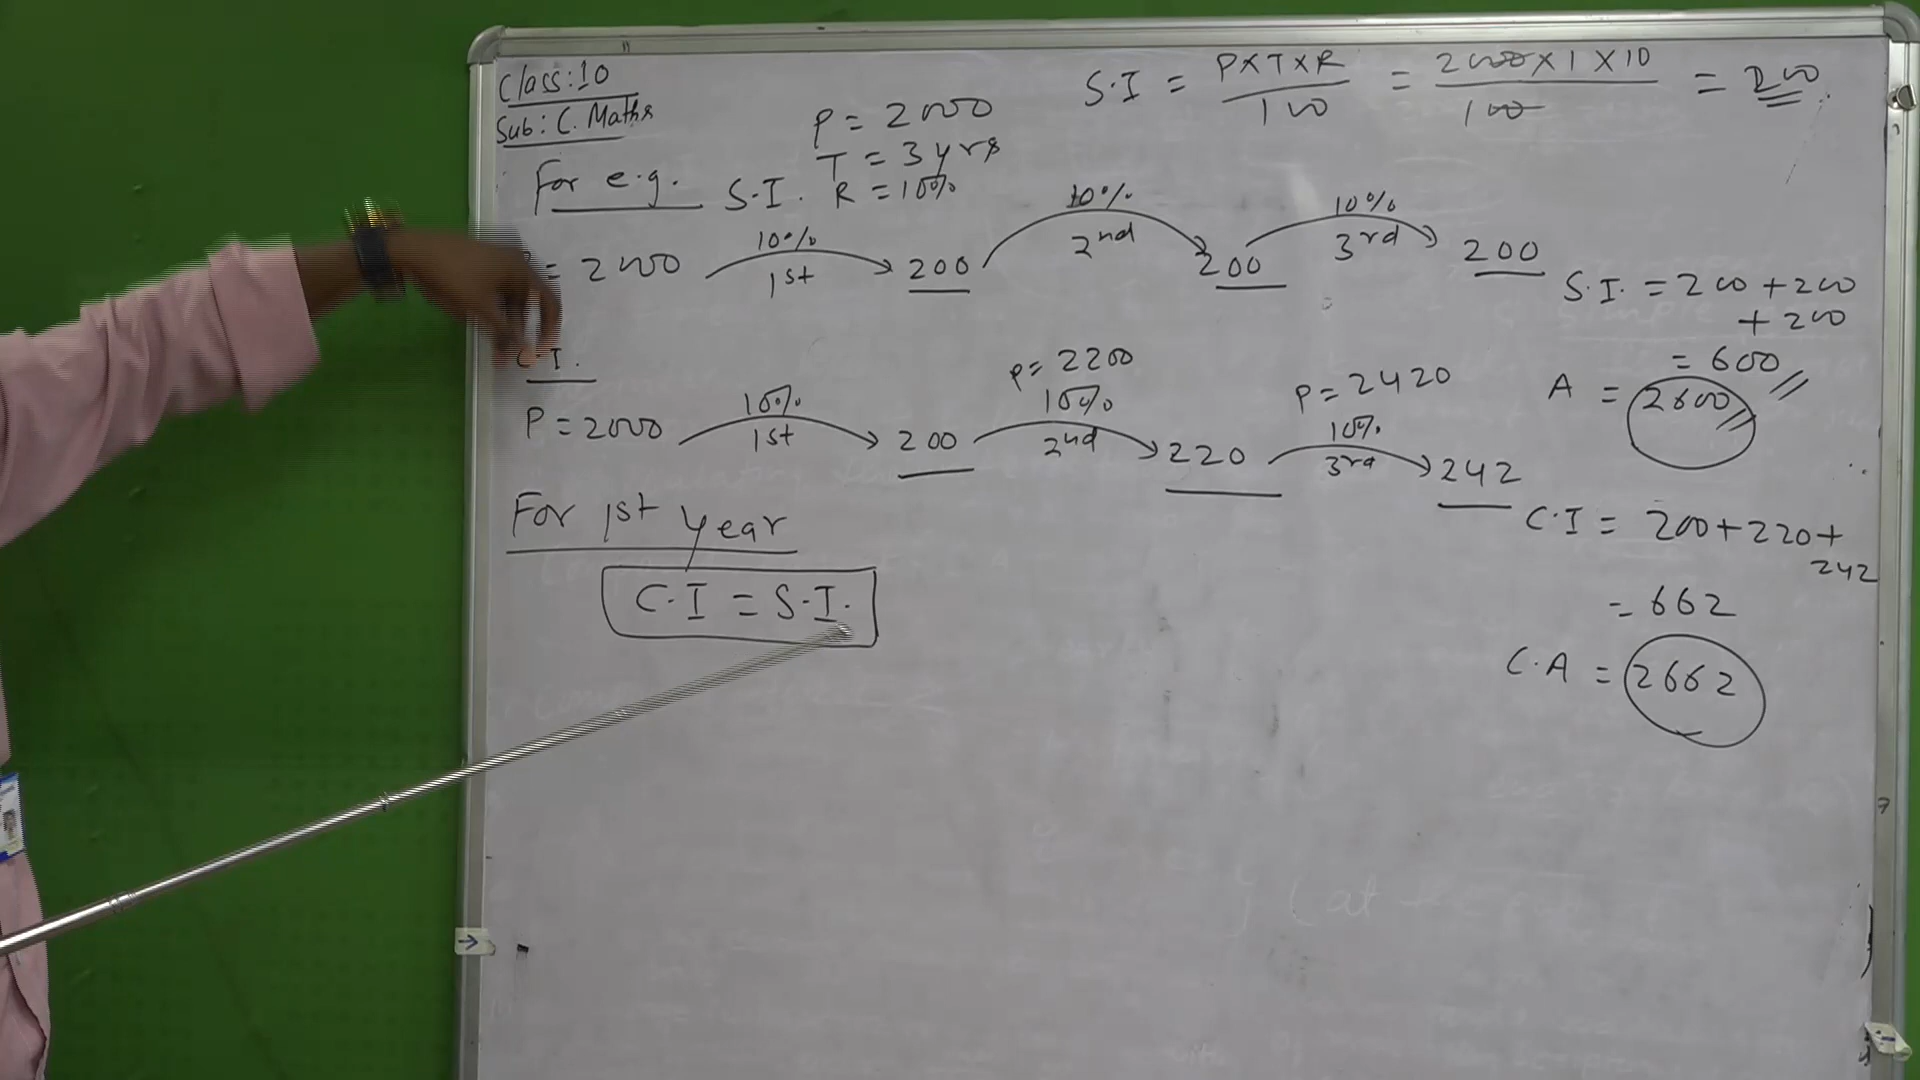 Class:10
Sub: C. Maths
S.I = P×T×R / 100 = 2000×1×10 / 100 = 200
P = 2000
T = 3 yrs
For e.g. S.I. R = 10%
= 2000 10% 1st 200 10% 2nd 200 10% 3rd 200
S.I. = 200 + 200
+ 200
= 600
A = 2600
C.I.
P = 2200 P = 2420
P = 2000 10% 1st 200 10% 2nd 220 10% 3rd 242
C.I = 200+220+
242
= 662
C.A = 2662
For 1st year
C.I = S.I.